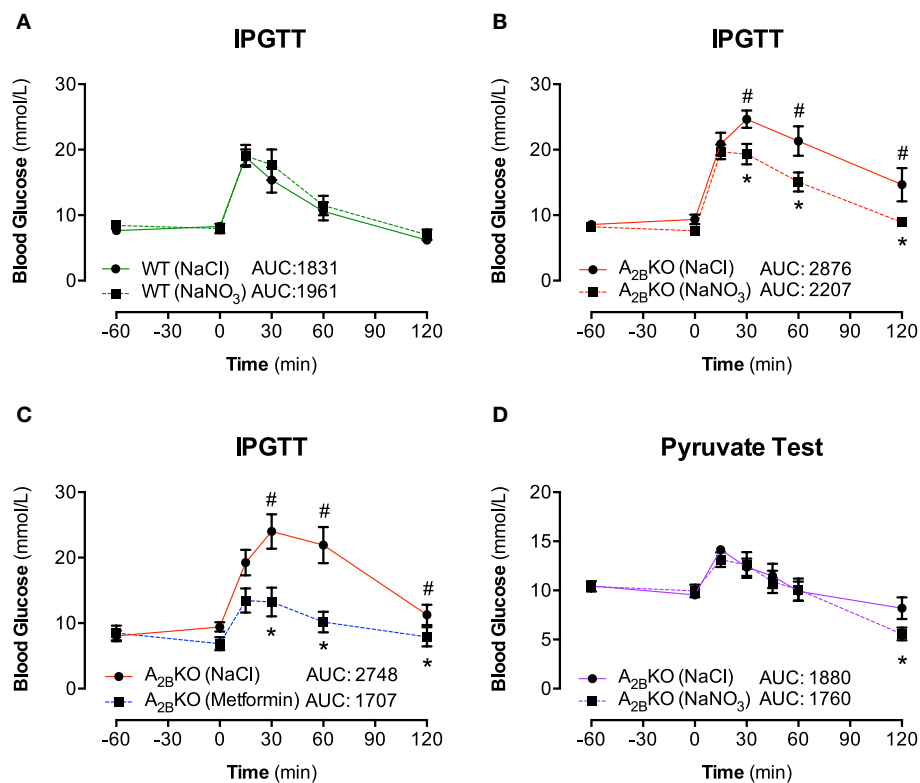 A
IPGTT
Blood Glucose (mmol/L)
30
20
10
0
WT (NaCl) AUC:1831
WT (NaNO₃) AUC:1961
-60 -30 0 30 60 90 120
Time (min)
B
IPGTT
Blood Glucose (mmol/L)
30
20
10
0
# # #
* * *
A₂BKO (NaCl) AUC: 2876
A₂BKO (NaNO₃) AUC: 2207
-60 -30 0 30 60 90 120
Time (min)
C
IPGTT
Blood Glucose (mmol/L)
30
20
10
0
# # #
* * *
A₂BKO (NaCl) AUC: 2748
A₂BKO (Metformin) AUC: 1707
-60 -30 0 30 60 90 120
Time (min)
D
Pyruvate Test
Blood Glucose (mmol/L)
20
15
10
5
0
*
A₂BKO (NaCl) AUC: 1880
A₂BKO (NaNO₃) AUC: 1760
-60 -30 0 30 60 90 120
Time (min)